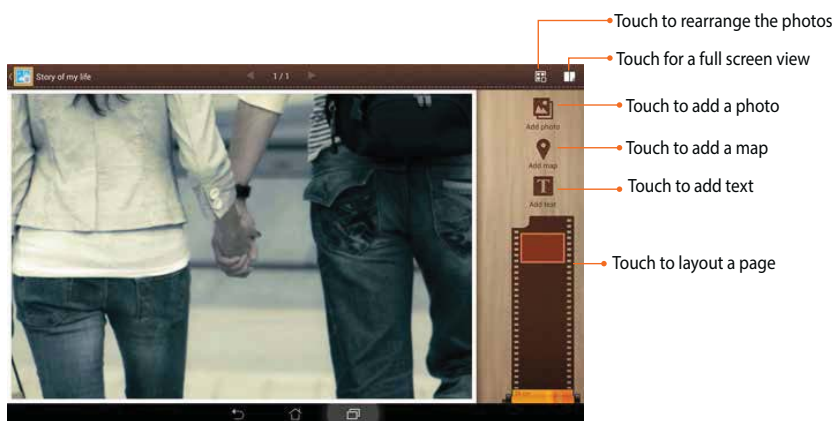 Touch to rearrange the photos
Touch for a full screen view
Story of my life
1 / 1
Touch to add a photo
Add photo
Touch to add a map
Add map
Touch to add text
Add text
Touch to layout a page